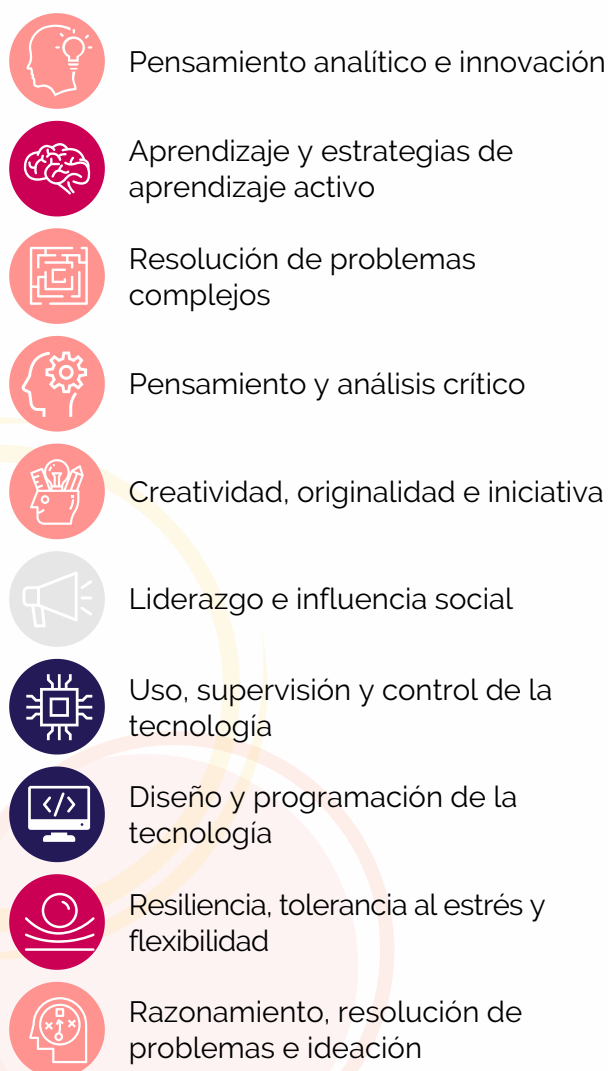 Pensamiento analítico e innovación
Aprendizaje y estrategias de
aprendizaje activo
Resolución de problemas
complejos
Pensamiento y análisis crítico
Creatividad, originalidad e iniciativa
Liderazgo e influencia social
Uso, supervisión y control de la
tecnología
Diseño y programación de la
tecnología
Resiliencia, tolerancia al estrés y
flexibilidad
Razonamiento, resolución de
problemas e ideación